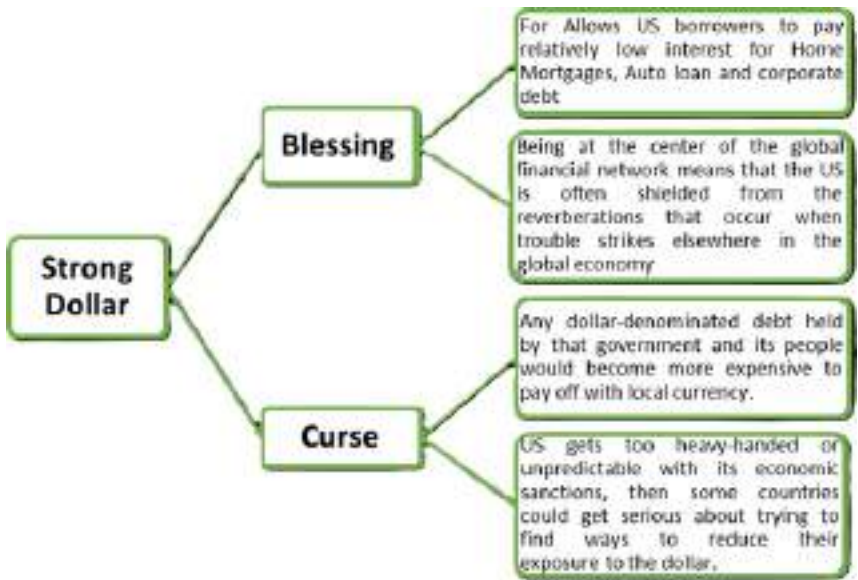 Strong
Dollar
Blessing
For Allows US borrowers to pay
relatively low interest for Home
Mortgages, Auto loan and corporate
debt
Being at the center of the global
financial network means that the US
is often shielded from the
reverberations that occur when
trouble strikes elsewhere in the
global economy
Curse
Any dollar-denominated debt held
by that government and its people
would become more expensive to
pay off with local currency.
US gets too heavy-handed or
unpredictable with its economic
sanctions, then some countries
could get serious about trying to
find ways to reduce their
exposure to the dollar.